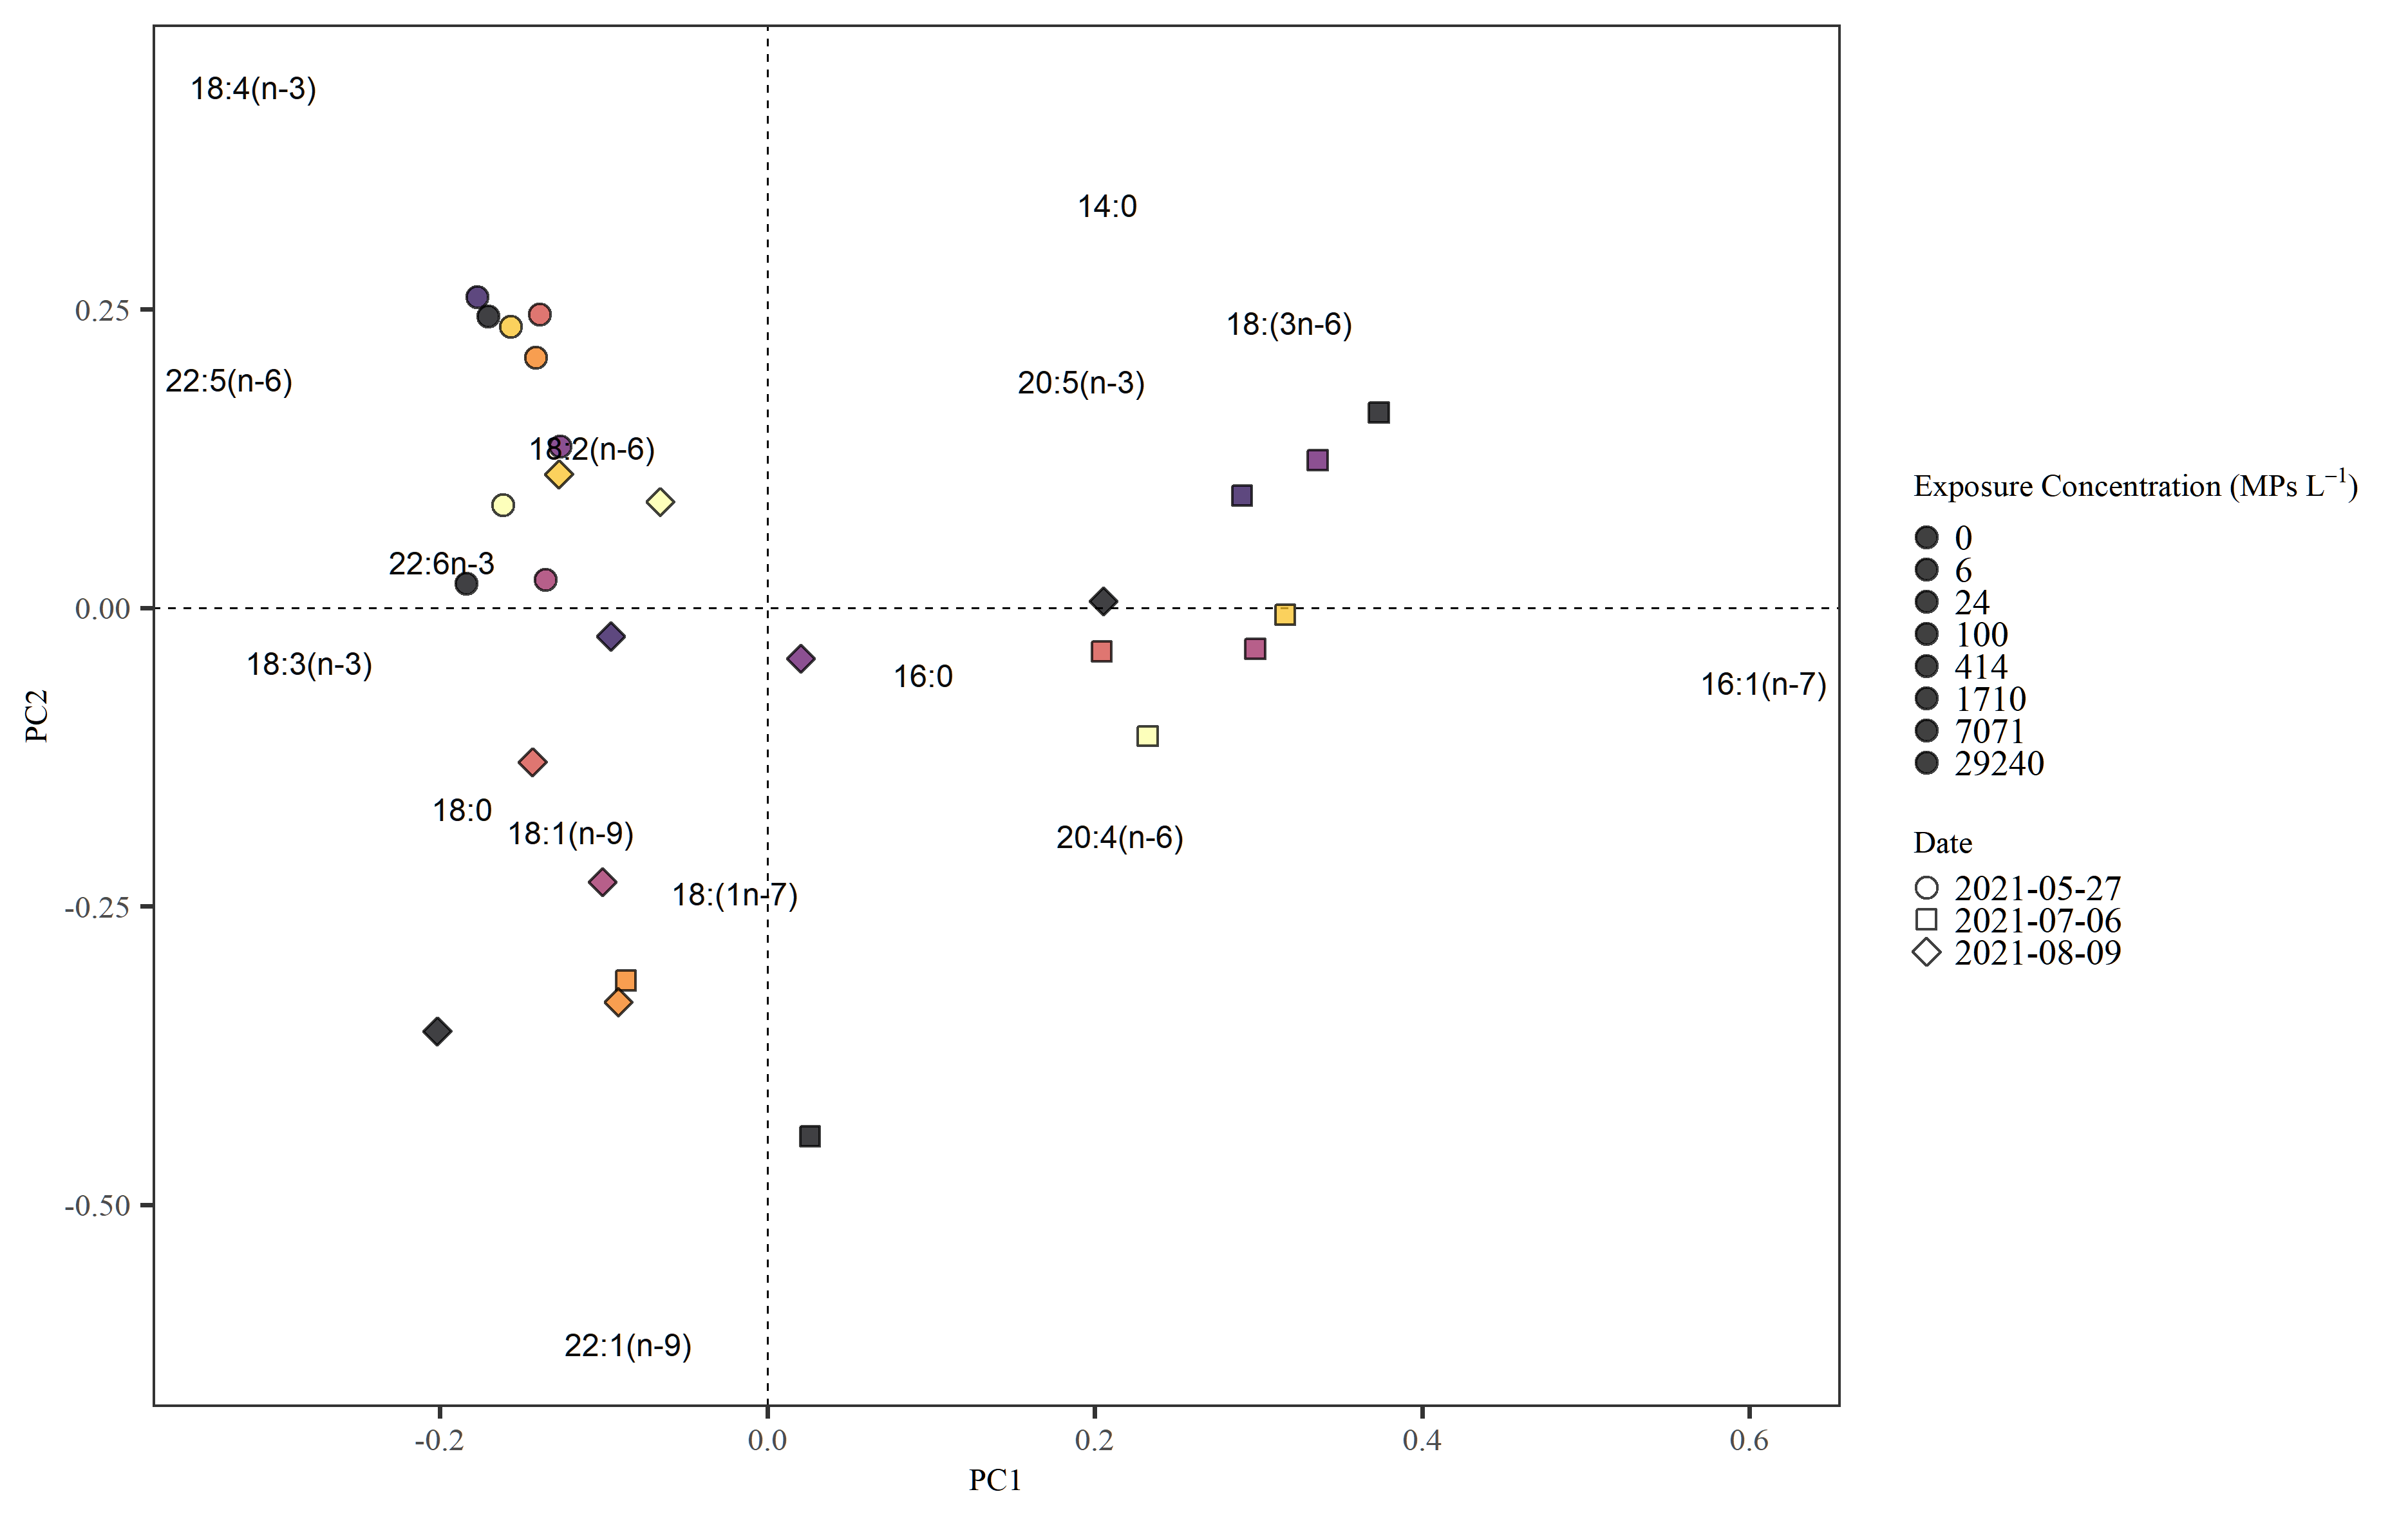 18:4(n-3)
14:0
18:(3n-6)
20:5(n-3)
22:5(n-6)
18:2(n-6)
22:6n-3
18:3(n-3)
16:0
16:1(n-7)
18:0
18:1(n-9)
20:4(n-6)
18:(1n-7)
22:1(n-9)
0.25
0.00
-0.25
-0.50
PC2
-0.2
0.0
0.2
0.4
0.6
PC1
Exposure Concentration (MPs L⁻¹)
0
6
24
100
414
1710
7071
29240
Date
2021-05-27
2021-07-06
2021-08-09